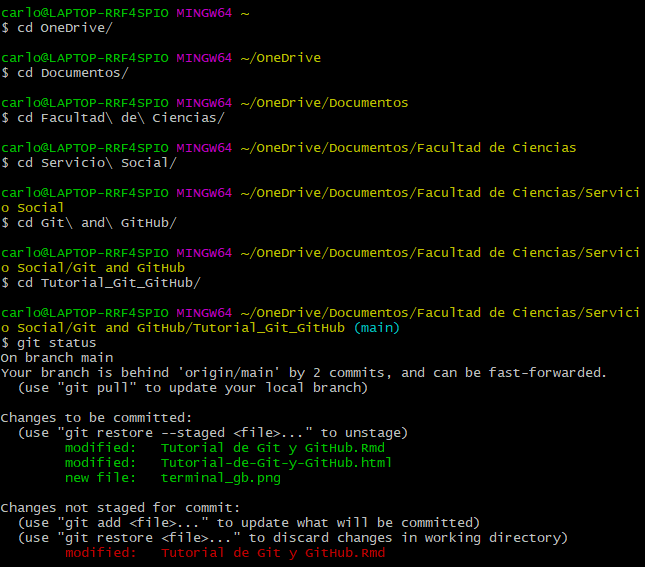 carlo@LAPTOP-RRF4SPIO MINGW64 ~
$ cd OneDrive/
carlo@LAPTOP-RRF4SPIO MINGW64 ~/OneDrive
$ cd Documentos/
carlo@LAPTOP-RRF4SPIO MINGW64 ~/OneDrive/Documentos
$ cd Facultad\ de\ Ciencias/
carlo@LAPTOP-RRF4SPIO MINGW64 ~/OneDrive/Documentos/Facultad de Ciencias
$ cd Servicio\ Social/
carlo@LAPTOP-RRF4SPIO MINGW64 ~/OneDrive/Documentos/Facultad de Ciencias/Servici
o Social
$ cd Git\ and\ GitHub/
carlo@LAPTOP-RRF4SPIO MINGW64 ~/OneDrive/Documentos/Facultad de Ciencias/Servici
o Social/Git and GitHub
$ cd Tutorial_Git_GitHub/
carlo@LAPTOP-RRF4SPIO MINGW64 ~/OneDrive/Documentos/Facultad de Ciencias/Servici
o Social/Git and GitHub/Tutorial_Git_GitHub (main)
$ git status
On branch main
Your branch is behind 'origin/main' by 2 commits, and can be fast-forwarded.
(use "git pull" to update your local branch)
Changes to be committed:
(use "git restore --staged <file>..." to unstage)
modified: Tutorial de Git y GitHub.Rmd
modified: Tutorial-de-Git-y-GitHub.html
new file: terminal_gb.png
Changes not staged for commit:
(use "git add <file>..." to update what will be committed)
(use "git restore <file>..." to discard changes in working directory)
modified: Tutorial de Git y GitHub.Rmd